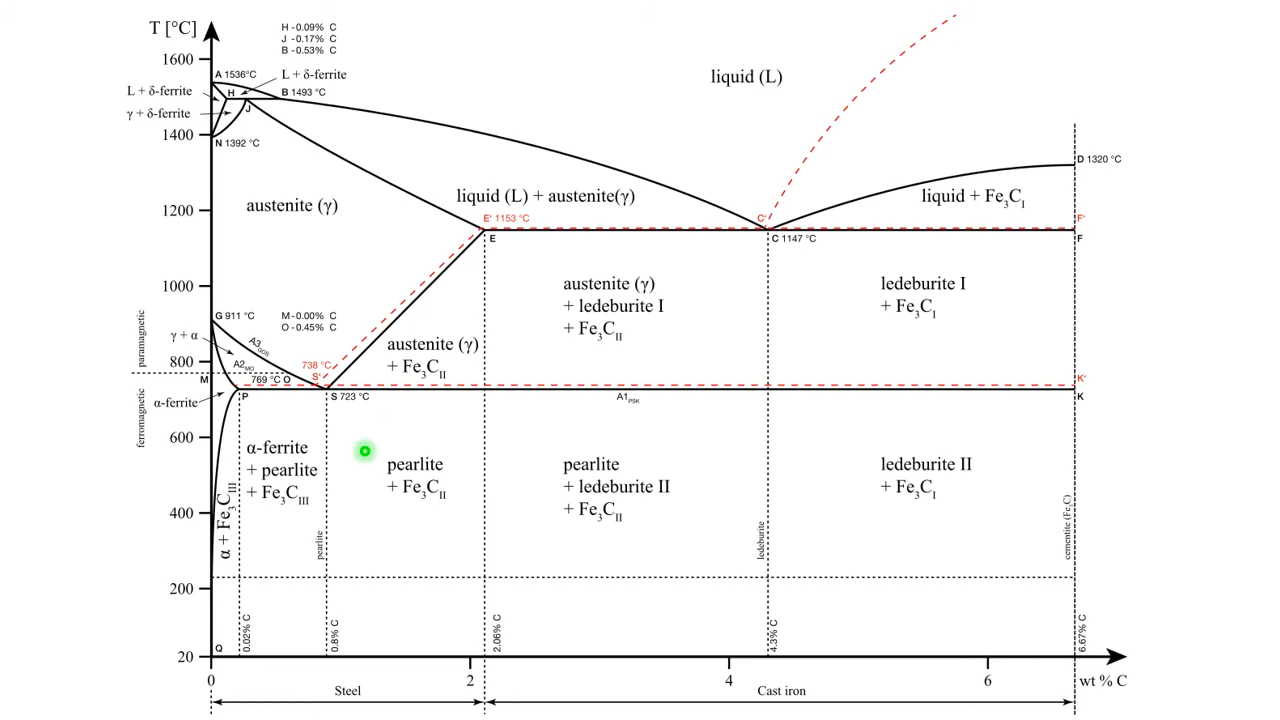 T [°C]
H - 0.09% C
J - 0.17% C
B - 0.53% C
liquid (L)
1600
A 1536°C
L + δ-ferrite
L + δ-ferrite
H
B 1493 °C
γ + δ-ferrite
J
1400
N 1392 °C
D 1320 °C
liquid (L) + austenite(γ)
liquid + Fe3CI
austenite (γ)
1200
E' 1153 °C
C'
F'
E
C 1147 °C
F
1000
austenite (γ)
+ ledeburite I
+ Fe3CII
ledeburite I
+ Fe3CI
G 911 °C
M - 0.00% C
O - 0.45% C
paramagnetic
γ + α
A3GOS
austenite (γ)
+ Fe3CII
800
A2MO
738 °C
M
769 °C O
S'
K'
α-ferrite
P
S 723 °C
A1PSK
K
ferromagnetic
600
α-ferrite
+ pearlite
+ Fe3CIII
pearlite
+ Fe3CII
pearlite
+ ledeburite II
+ Fe3CII
ledeburite II
+ Fe3CI
400
α + Fe3CIII
pearlite
ledeburite
cementite (Fe3C)
200
Q
0.02% C
0.8% C
2.06% C
4.3% C
6.67% C
20
0
2
4
6
wt % C
Steel
Cast iron